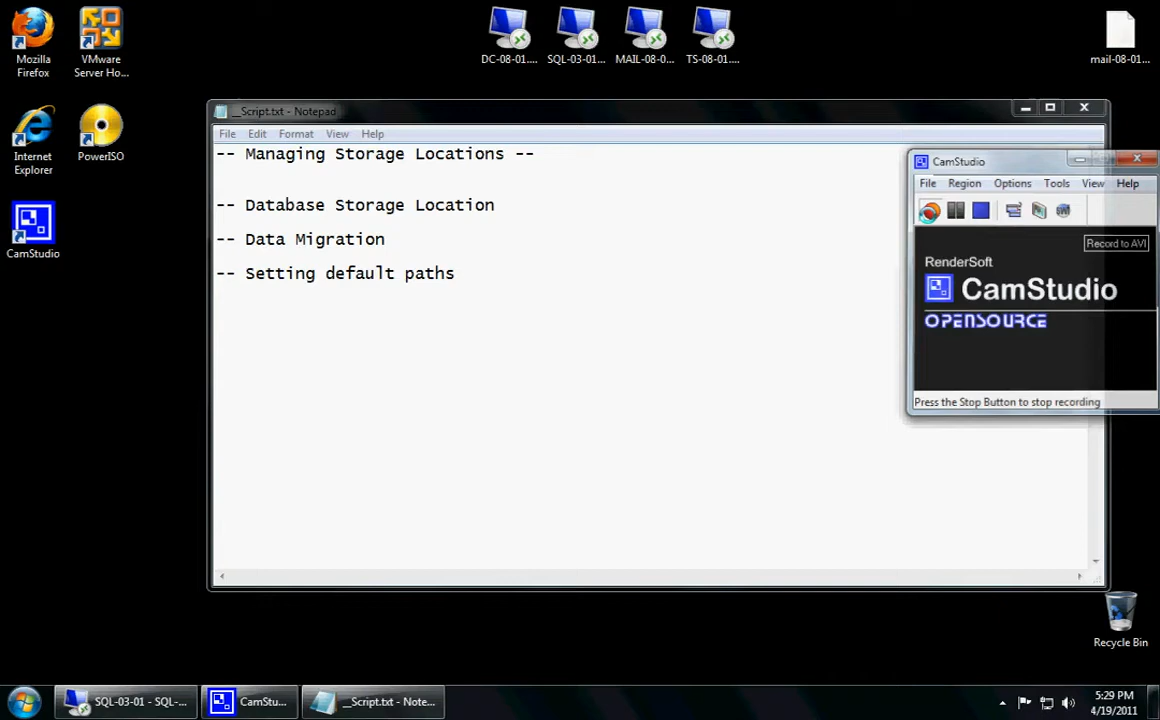 Mozilla
Firefox
VMware
Server Ho...
DC-08-01....
SQL-03-01...
MAIL-08-0...
TS-08-01....
mail-08-01...
Internet
Explorer
PowerISO
CamStudio
__Script.txt - Notepad
File Edit Format View Help
-- Managing Storage Locations --
-- Database Storage Location
-- Data Migration
-- Setting default paths
CamStudio
File Region Options Tools View Help
Record to AVI
RenderSoft
CamStudio
OPENSOURCE
Press the Stop Button to stop recording
Recycle Bin
SQL-03-01 - SQL-...
CamStu...
__Script.txt - Note...
5:29 PM
4/19/2011